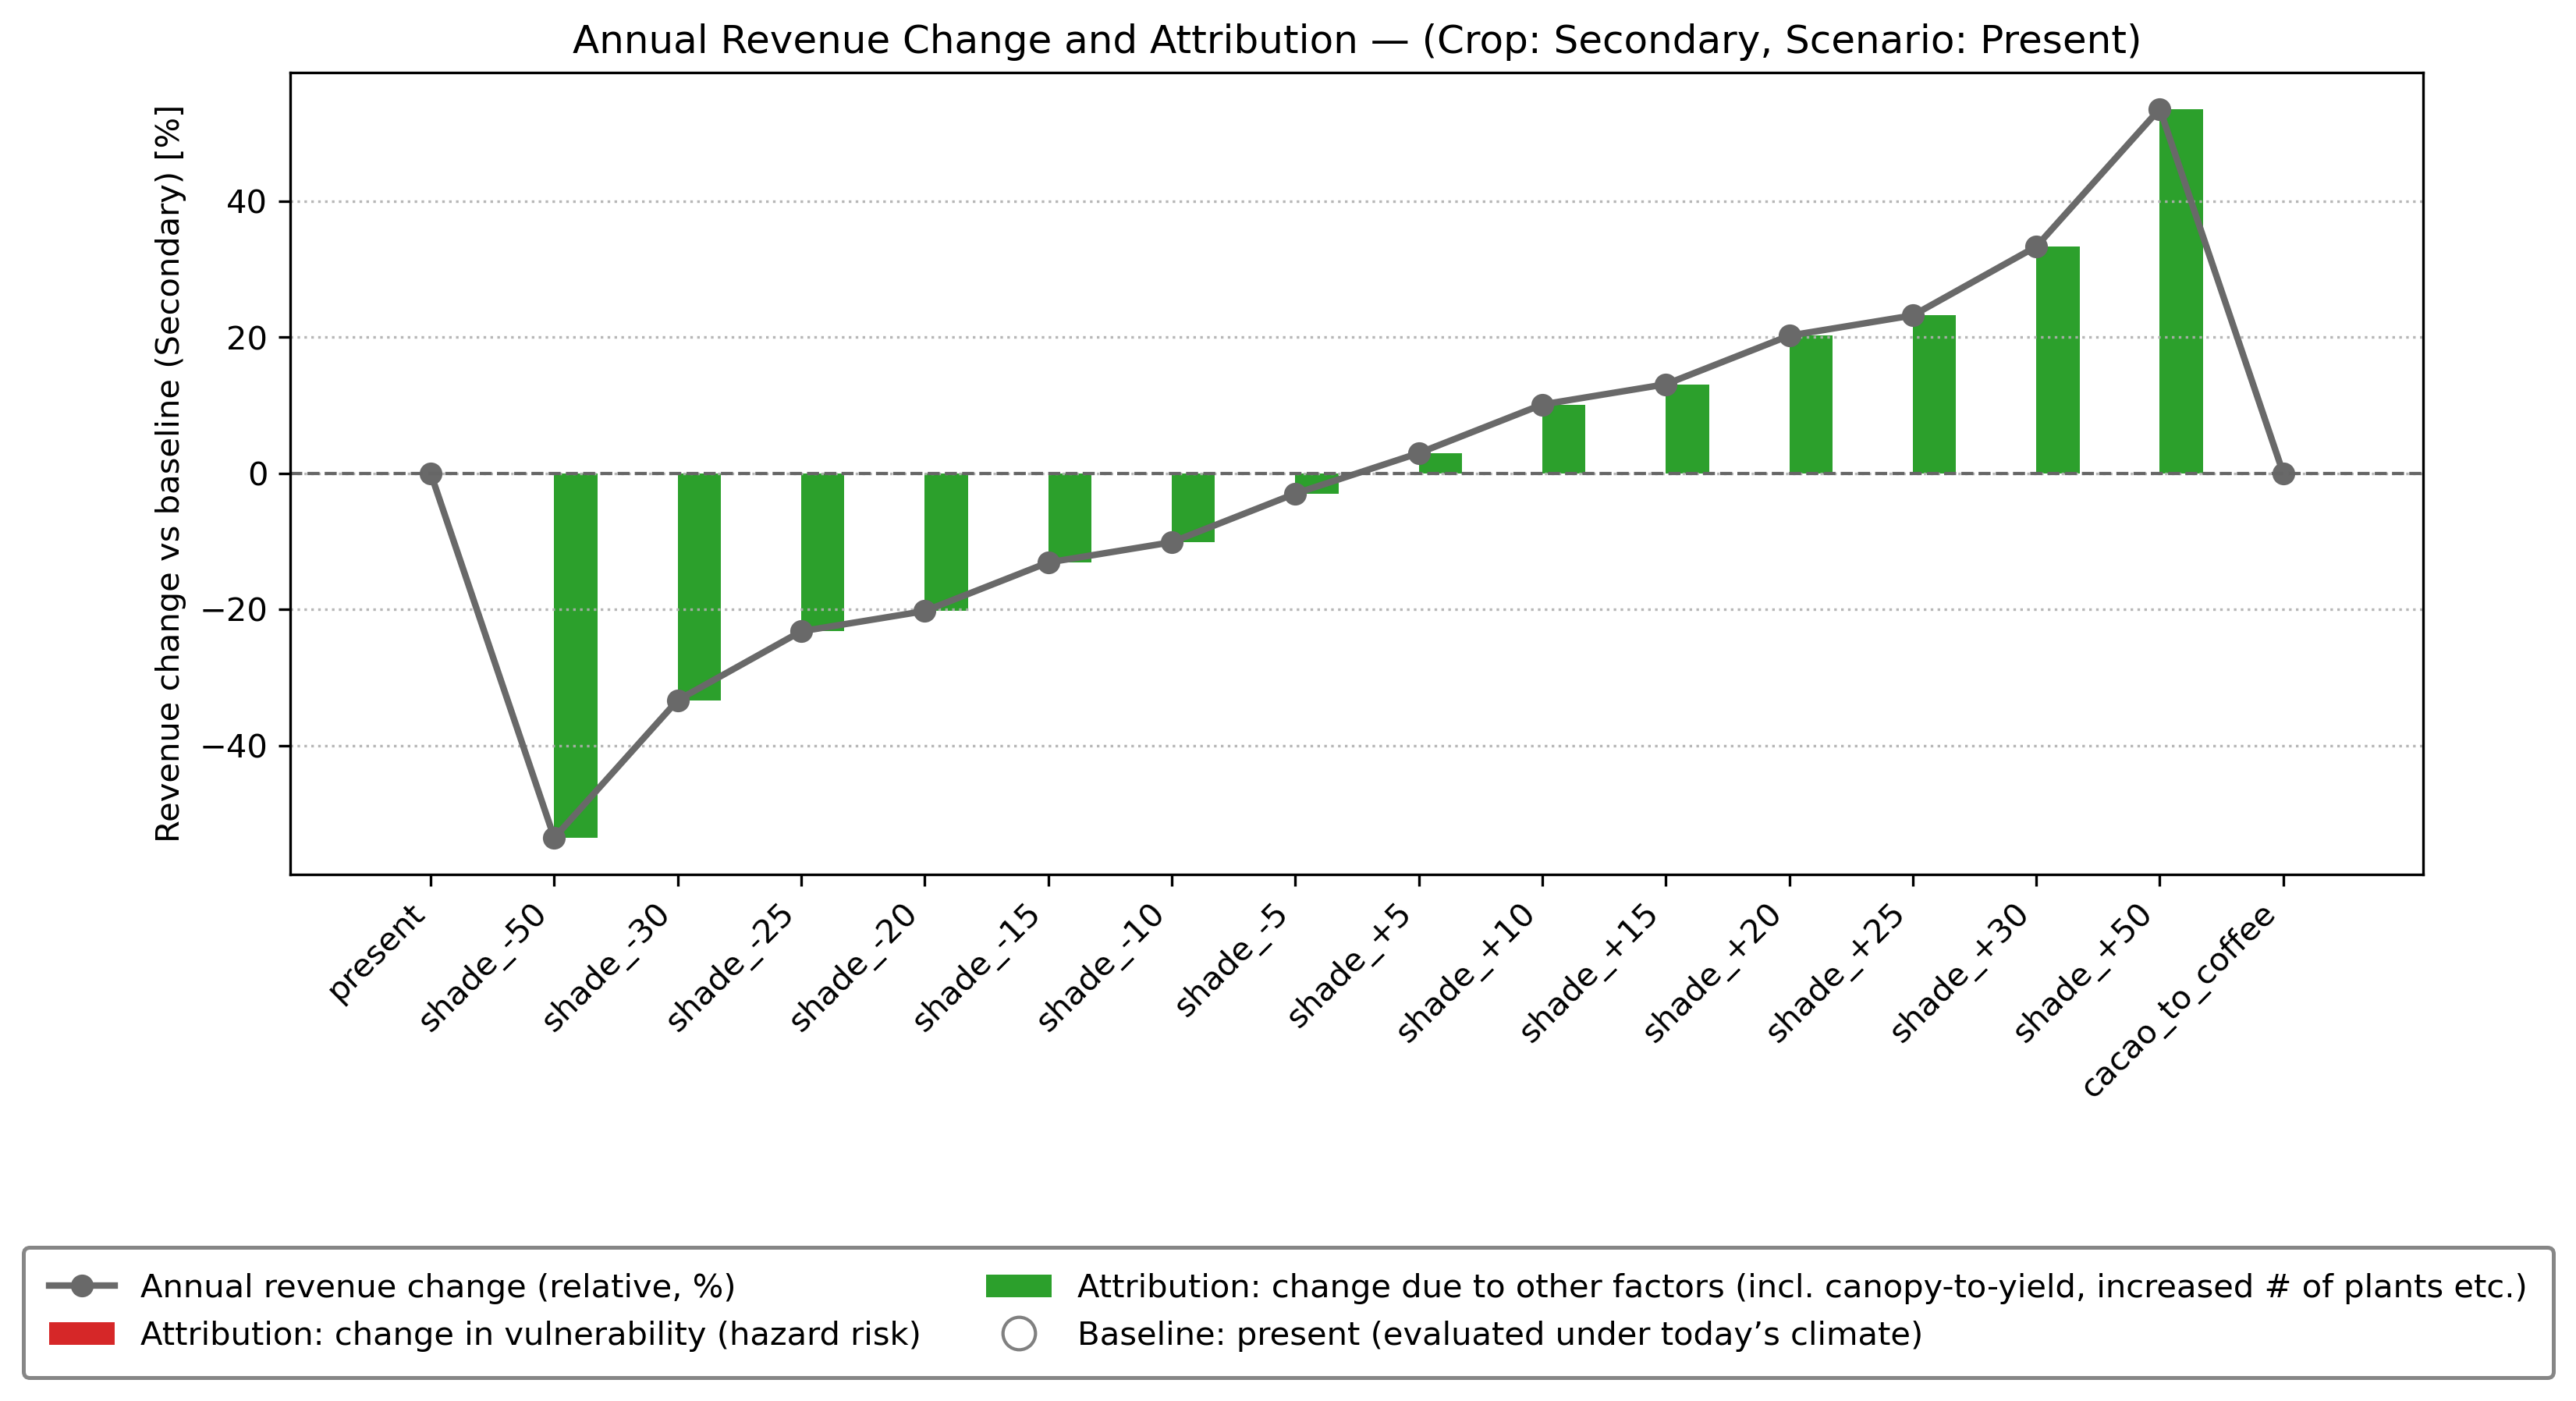 Annual Revenue Change and Attribution — (Crop: Secondary, Scenario: Present)
Revenue change vs baseline (Secondary) [%]
40
20
0
−20
−40
present
shade_-50
shade_-30
shade_-25
shade_-20
shade_-15
shade_-10
shade_-5
shade_+5
shade_+10
shade_+15
shade_+20
shade_+25
shade_+30
shade_+50
cacao_to_coffee
Annual revenue change (relative, %)
Attribution: change in vulnerability (hazard risk)
Attribution: change due to other factors (incl. canopy-to-yield, increased # of plants etc.)
Baseline: present (evaluated under today’s climate)